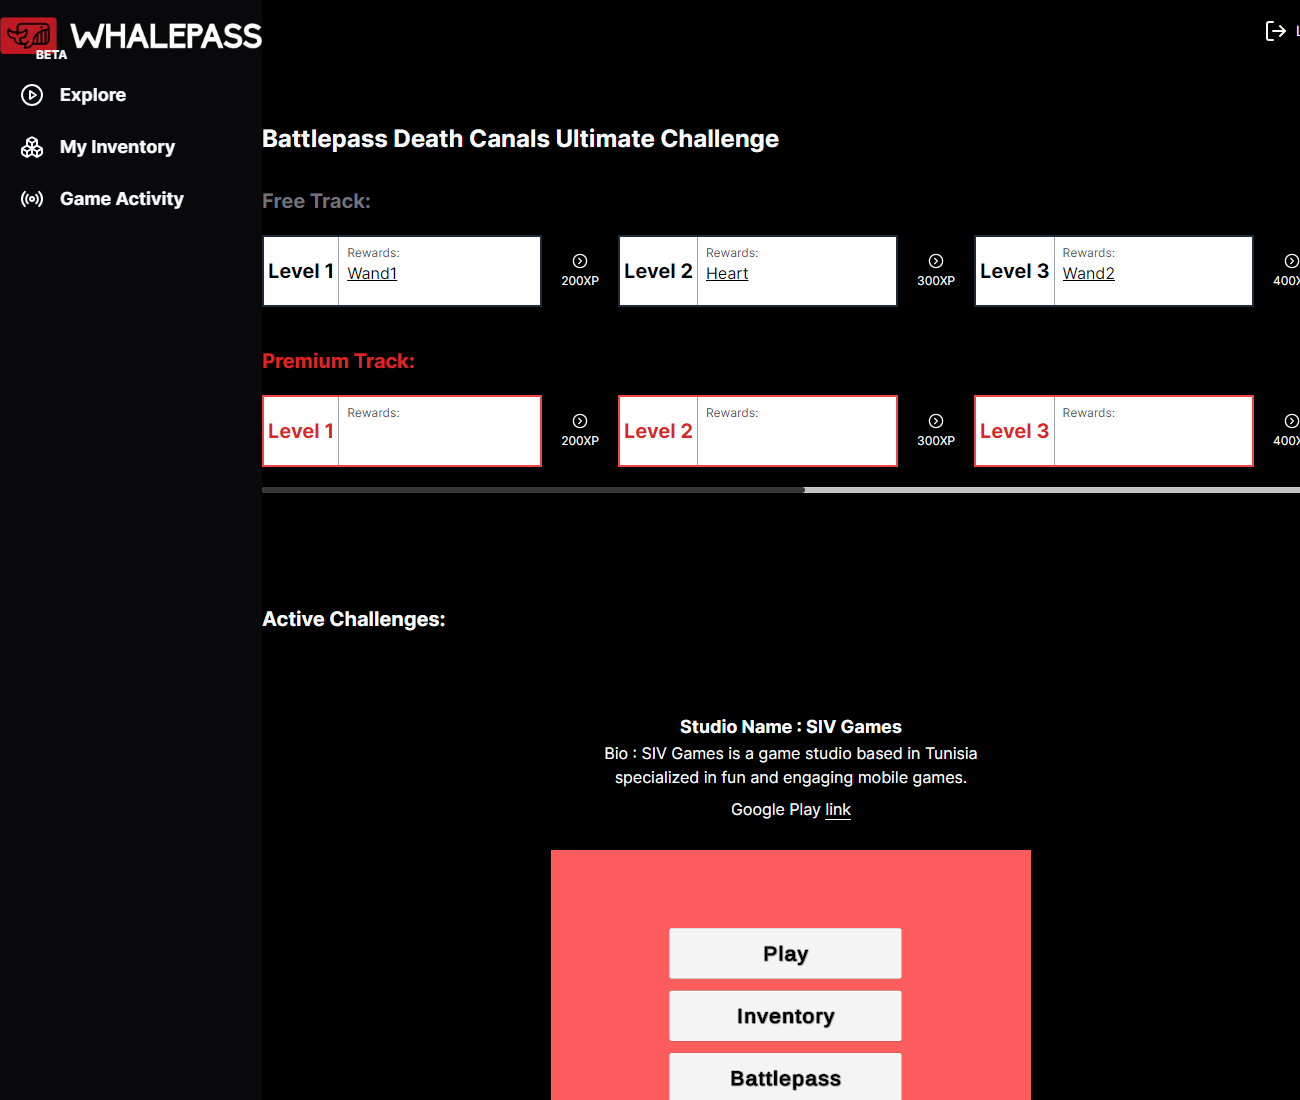 WHALEPASS
BETA
Explore
My Inventory
Game Activity
Battlepass Death Canals Ultimate Challenge
Free Track:
Level 1
Rewards:
Wand1
200XP
Level 2
Rewards:
Heart
300XP
Level 3
Rewards:
Wand2
Premium Track:
Level 1
Rewards:
200XP
Level 2
Rewards:
300XP
Level 3
Rewards:
Active Challenges:
Studio Name : SIV Games
Bio : SIV Games is a game studio based in Tunisia
specialized in fun and engaging mobile games.
Google Play link
Play
Inventory
Battlepass